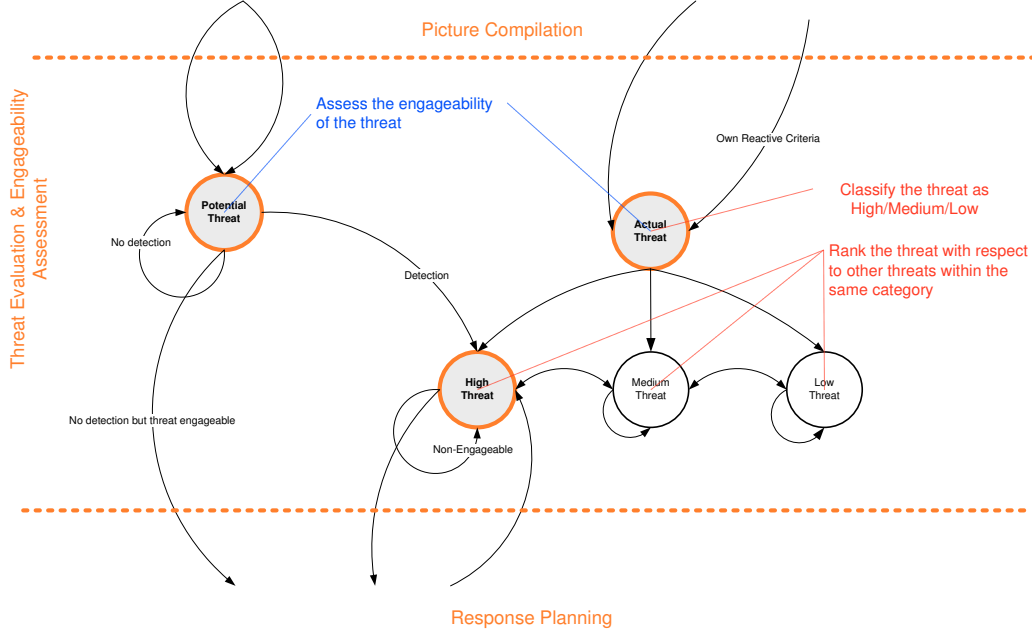 Picture Compilation
Threat Evaluation & Engageability
Assessment
Assess the engageability
of the threat
Own Reactive Criteria
Classify the threat as
High/Medium/Low
Potential
Threat
Actual
Threat
No detection
Rank the threat with respect
to other threats within the
same category
Detection
High
Threat
Medium
Threat
Low
Threat
No detection but threat engageable
Non-Engageable
Response Planning